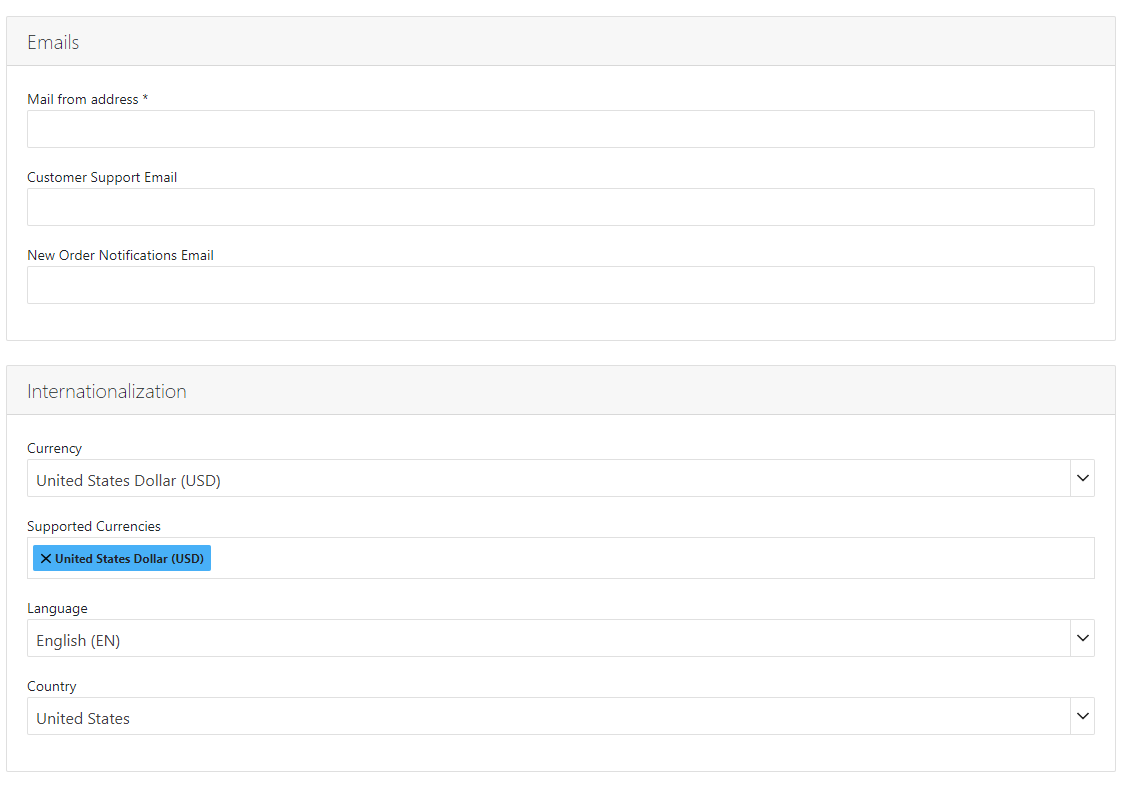 Emails
Mail from address *
Customer Support Email
New Order Notifications Email
Internationalization
Currency
United States Dollar (USD)
Supported Currencies
United States Dollar (USD)
Language
English (EN)
Country
United States